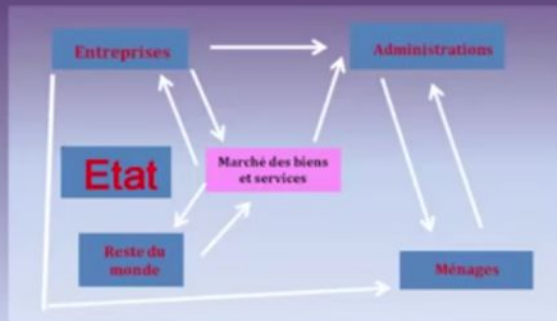 Entreprises
Administrations
Marché des biens
et services
Etat
Reste du
monde
Ménages